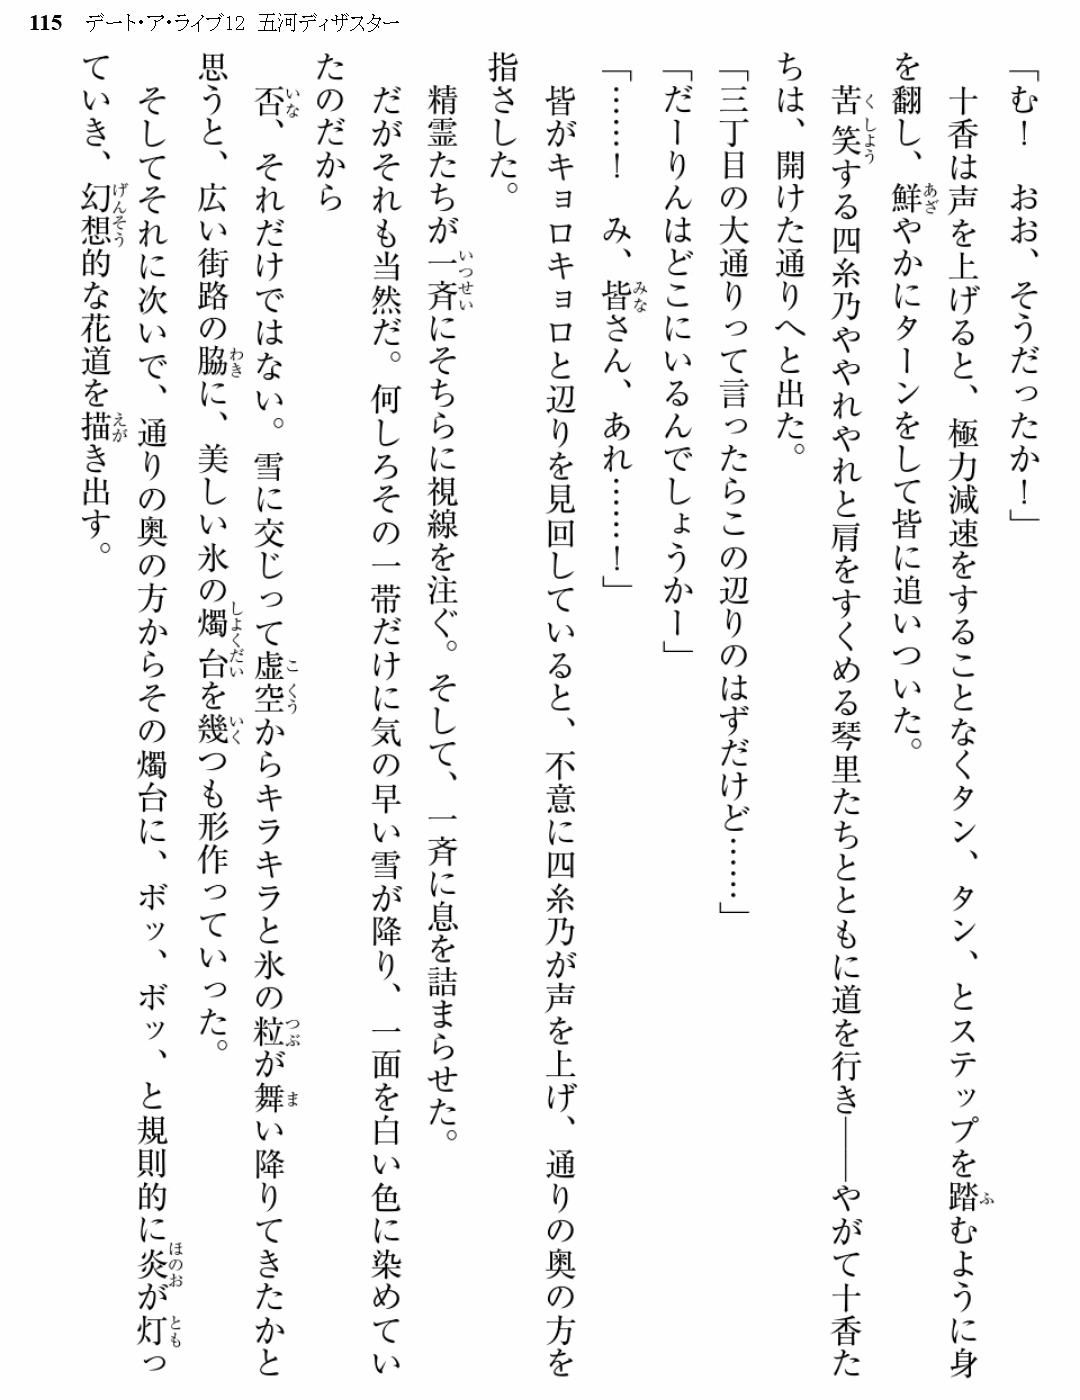 115 デート・ア・ライブ12 五河ディザスター
「む！　おお、そうだったか！」
　十香は声を上げると、極力減速をすることなくタン、タン、とステップを踏むように身
を翻し、鮮やかにターンをして皆に追いついた。
　苦笑する四糸乃ややれやれと肩をすくめる琴里たちとともに道を行き――やがて十香た
ちは、開けた通りへと出た。
「三丁目の大通りって言ったらこの辺りのはずだけど……」
「だーりんはどこにいるんでしょうかー」
「……！　み、皆さん、あれ……！」
　皆がキョロキョロと辺りを見回していると、不意に四糸乃が声を上げ、通りの奥の方を
指さした。
　精霊たちが一斉にそちらに視線を注ぐ。そして、一斉に息を詰まらせた。
　だがそれも当然だ。何しろその一帯だけに気の早い雪が降り、一面を白い色に染めてい
たのだから
　否、それだけではない。雪に交じって虚空からキラキラと氷の粒が舞い降りてきたかと
思うと、広い街路の脇に、美しい氷の燭台を幾つも形作っていった。
　そしてそれに次いで、通りの奥の方からその燭台に、ボッ、ボッ、と規則的に炎が灯っ
ていき、幻想的な花道を描き出す。